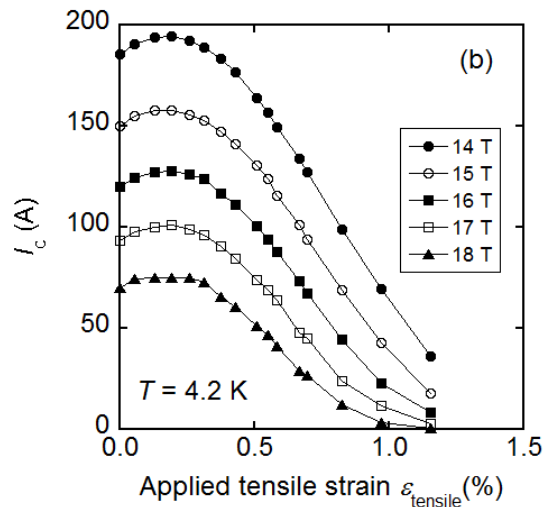 200
(b)
150
14 T
15 T
16 T
17 T
18 T
I_c (A)
100
50
T = 4.2 K
0
0.0 0.5 1.0 1.5
Applied tensile strain ε_tensile(%)